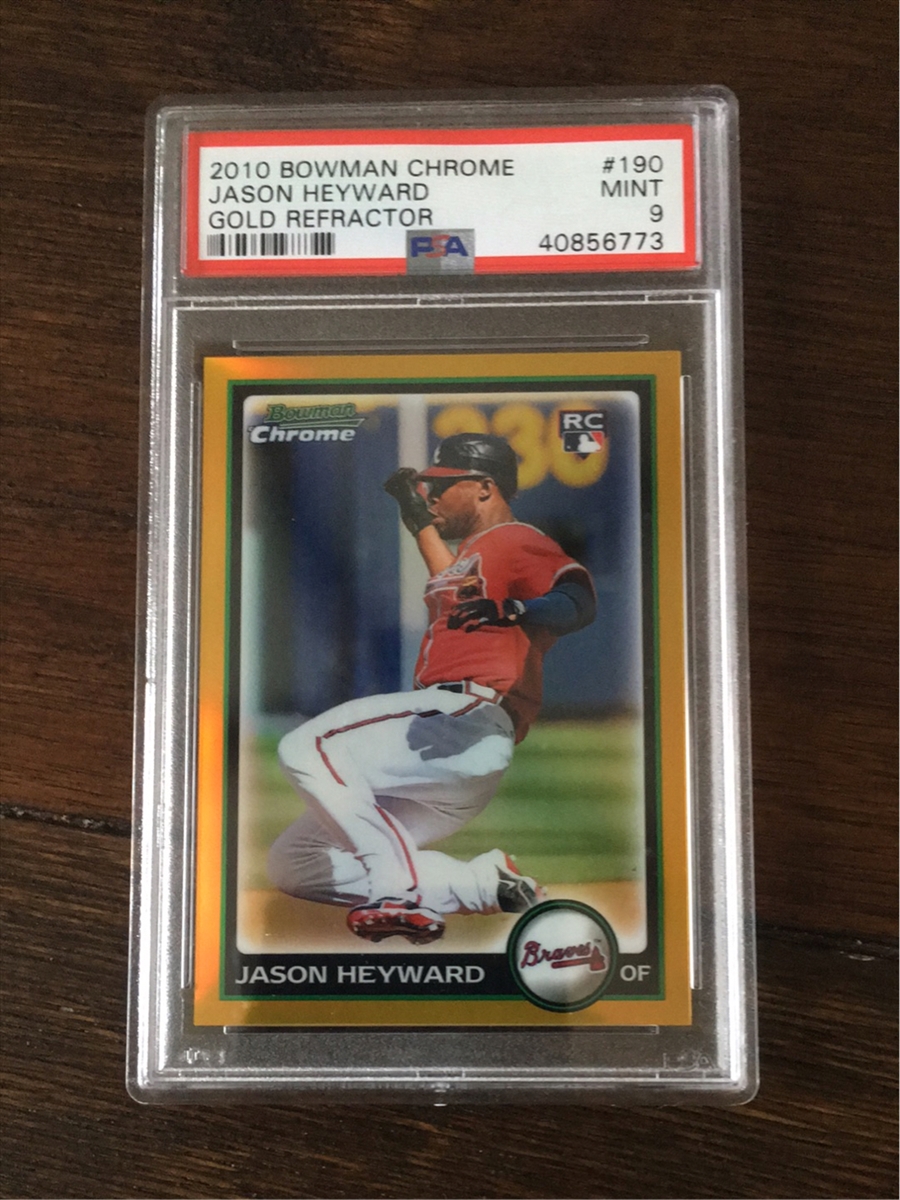 2010 BOWMAN CHROME #190
JASON HEYWARD MINT
GOLD REFRACTOR 9
PSA 40856773
Bowman
Chrome
RC
JASON HEYWARD
Braves
OF